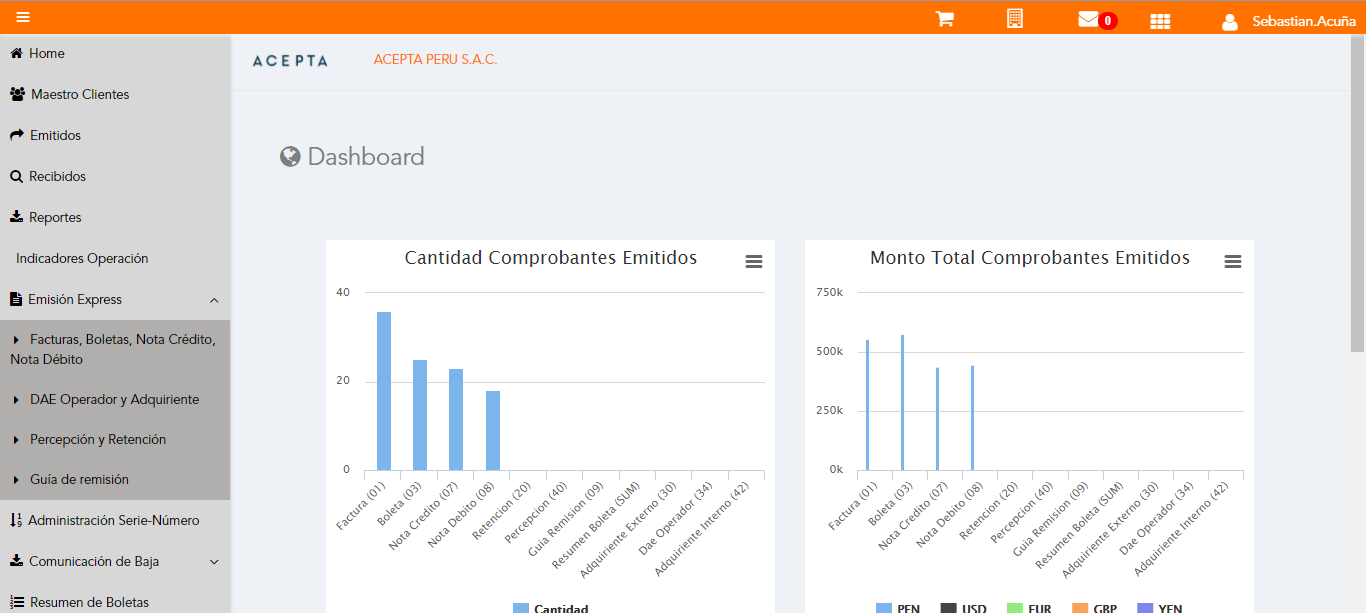 0
Sebastian.Acuña
Home
Maestro Clientes
Emitidos
Recibidos
Reportes
Indicadores Operación
Emisión Express
Facturas, Boletas, Nota Crédito,
Nota Débito
DAE Operador y Adquiriente
Percepción y Retención
Guía de remisión
Administración Serie-Número
Comunicación de Baja
Resumen de Boletas
ACEPTA
ACEPTA PERU S.A.C.
Dashboard
Cantidad Comprobantes Emitidos
40
20
0
Factura (01)
Boleta (03)
Nota Credito (07)
Nota Debito (08)
Retencion (20)
Percepcion (40)
Guia Remision (09)
Resumen Boleta (SUM)
Adquiriente Externo (30)
Dae Operador (34)
Adquiriente Interno (42)
Cantidad
Monto Total Comprobantes Emitidos
750k
500k
250k
0k
Factura (01)
Boleta (03)
Nota Credito (07)
Nota Debito (08)
Retencion (20)
Percepcion (40)
Guia Remision (09)
Resumen Boleta (SUM)
Adquiriente Externo (30)
Dae Operador (34)
Adquiriente Interno (42)
PEN USD EUR GBP YEN